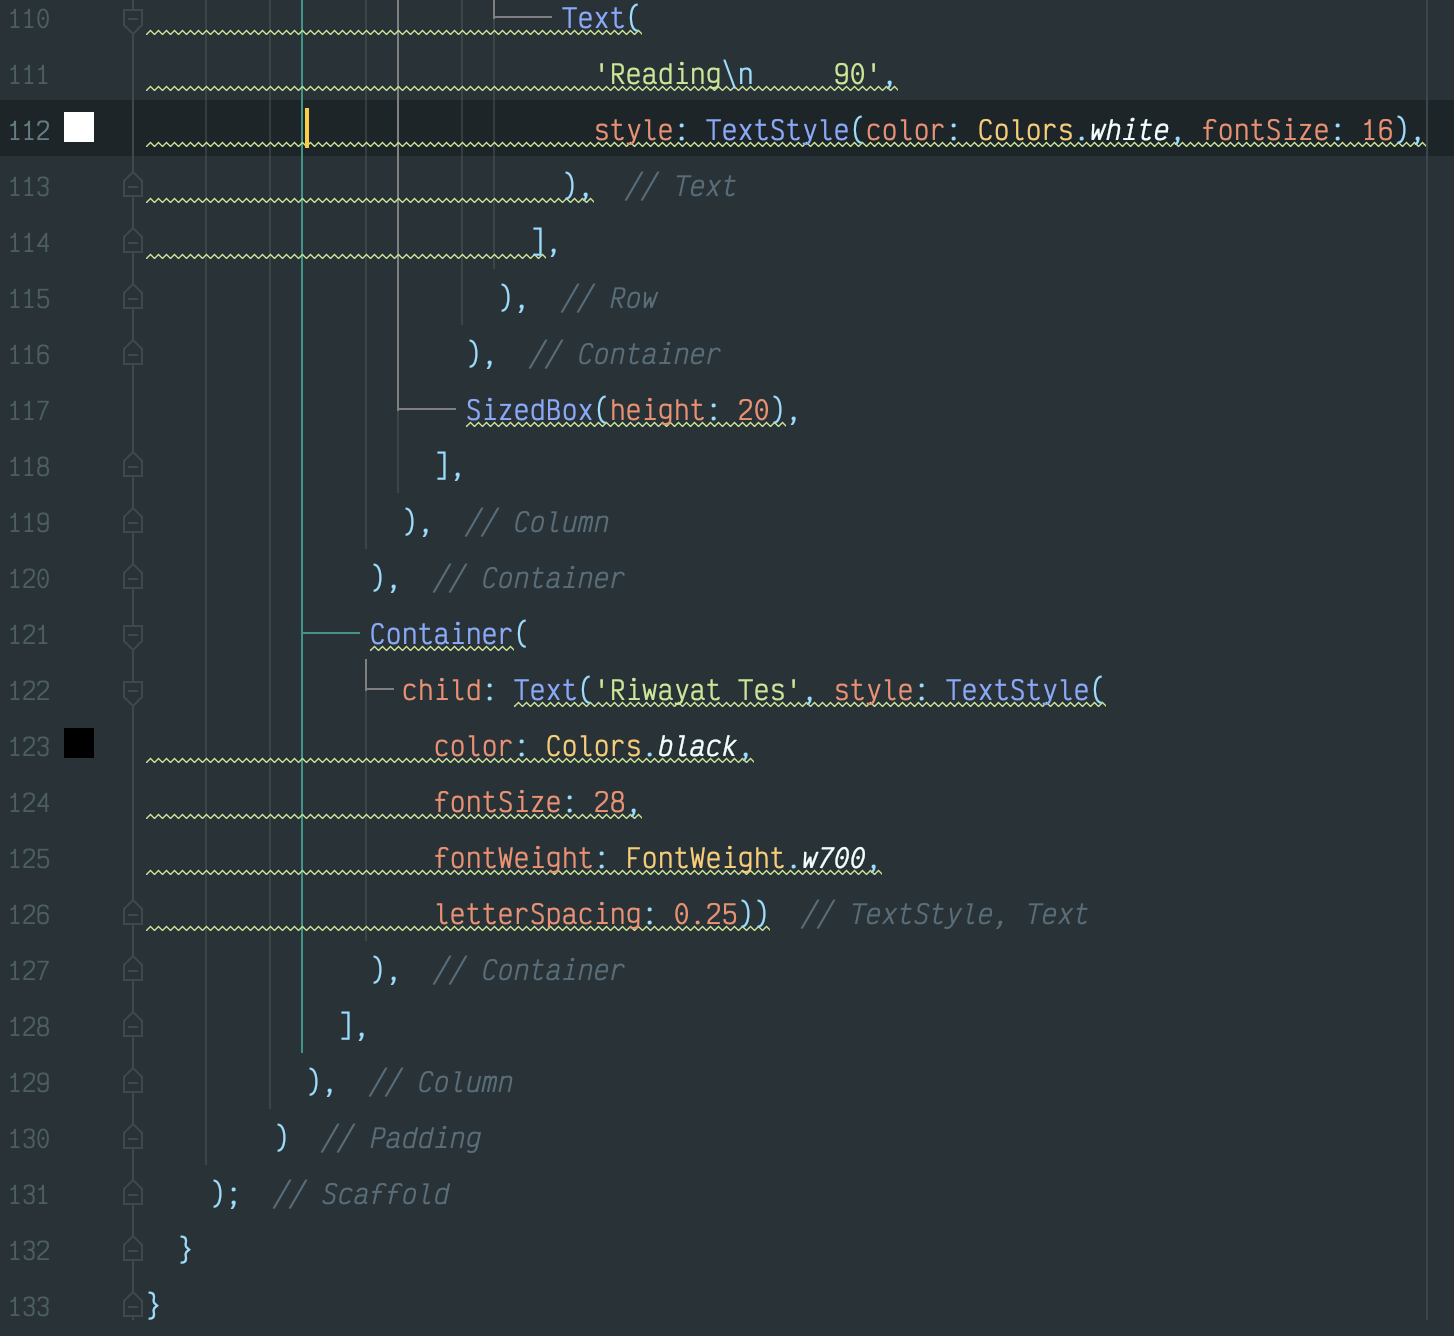 110 Text(
111 'Reading\n     90',
112 style: TextStyle(color: Colors.white, fontSize: 16),
113 ), // Text
114 ],
115 ), // Row
116 ), // Container
117 SizedBox(height: 20),
118 ],
119 ), // Column
120 ), // Container
121 Container(
122 child: Text('Riwayat Tes', style: TextStyle(
123 color: Colors.black,
124 fontSize: 28,
125 fontWeight: FontWeight.w700,
126 letterSpacing: 0.25)) // TextStyle, Text
127 ), // Container
128 ],
129 ), // Column
130 ) // Padding
131 ); // Scaffold
132 }
133 }